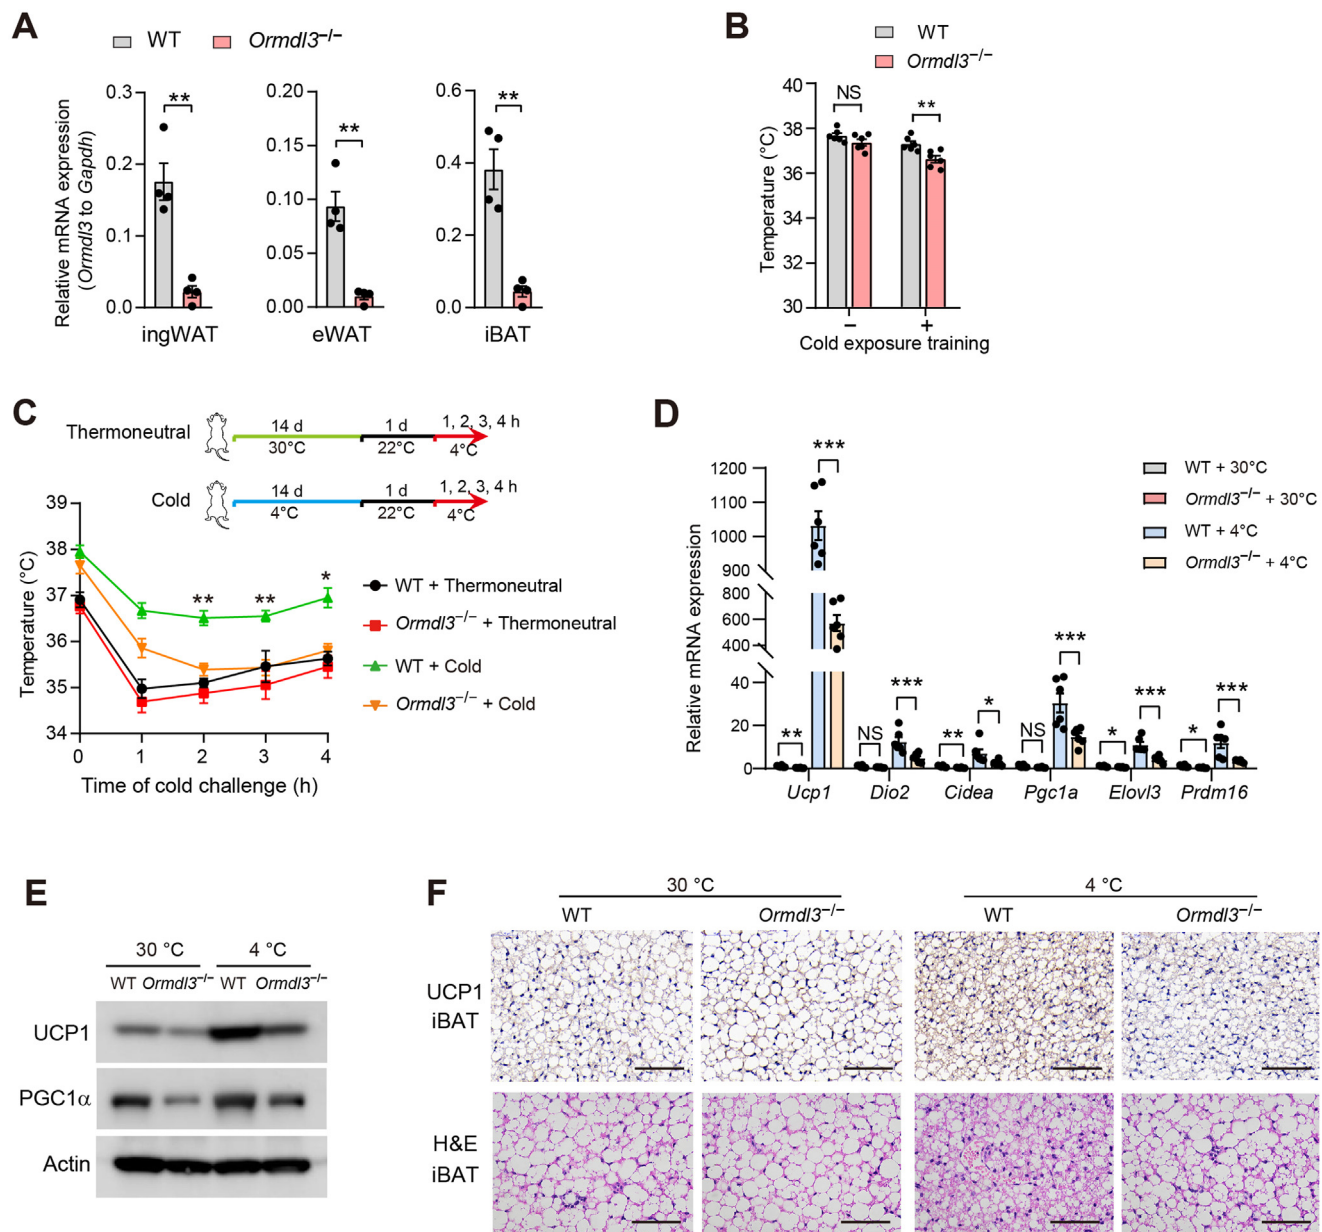 A
WT Ormdl3–/–
Relative mRNA expression
(Ormdl3 to Gapdh)
0.3
0.2
0.1
0.0
**
ingWAT
0.20
0.15
0.10
0.05
0.00
**
eWAT
0.6
0.4
0.2
0.0
**
iBAT
B
WT
Ormdl3–/–
Temperature (°C)
40
38
36
34
32
30
NS
**
– +
Cold exposure training
C
Thermoneutral
14 d 1 d 1, 2, 3, 4 h
30°C 22°C 4°C
Cold
14 d 1 d 1, 2, 3, 4 h
4°C 22°C 4°C
Temperature (°C)
39
38
37
36
35
34
** ** *
0 1 2 3 4
Time of cold challenge (h)
WT + Thermoneutral
Ormdl3–/– + Thermoneutral
WT + Cold
Ormdl3–/– + Cold
D
Relative mRNA expression
1200
1100
1000
900
800
600
400
40
20
0
WT + 30°C
Ormdl3–/– + 30°C
WT + 4°C
Ormdl3–/– + 4°C
** *** NS *** ** * NS *** * *** * ***
Ucp1 Dio2 Cidea Pgc1a Elovl3 Prdm16
E
30 °C 4 °C
WT Ormdl3–/– WT Ormdl3–/–
UCP1
PGC1α
Actin
F
30 °C 4 °C
WT Ormdl3–/– WT Ormdl3–/–
UCP1
iBAT
H&E
iBAT